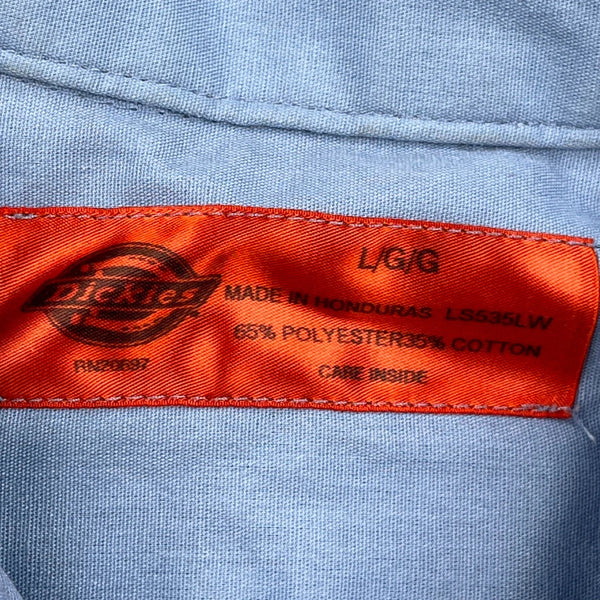 L/G/G
Dickies
MADE IN HONDURAS LS535LW
65% POLYESTER35% COTTON
RN20697
CARE INSIDE